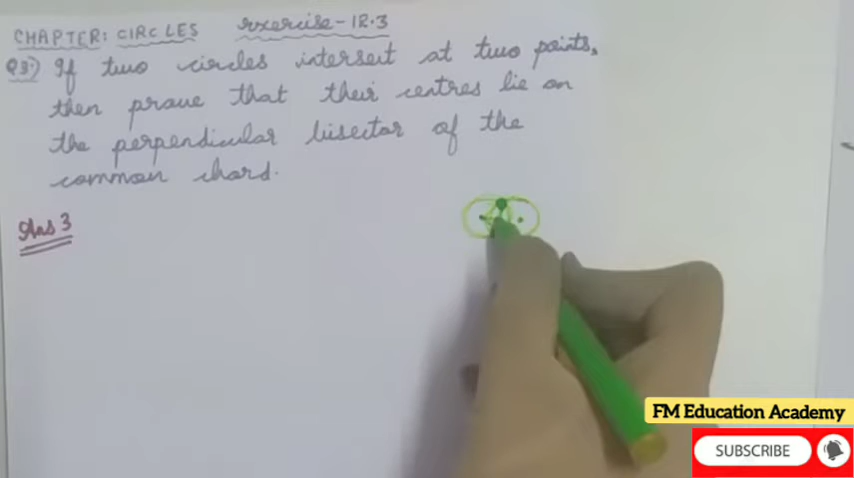 CHAPTER: CIRCLES Exercise-12.3
Q3:) If two circles intersect at two points,
then prove that their centres lie on
the perpendicular bisector of the
common chord.
Ans 3
FM Education Academy
SUBSCRIBE